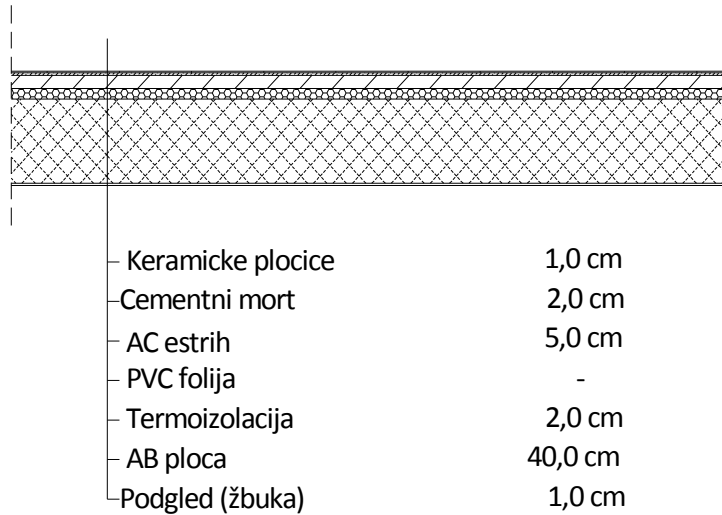 Keramicke plocice 1,0 cm
Cementni mort 2,0 cm
AC estrih 5,0 cm
PVC folija -
Termoizolacija 2,0 cm
AB ploca 40,0 cm
Podgled (žbuka) 1,0 cm